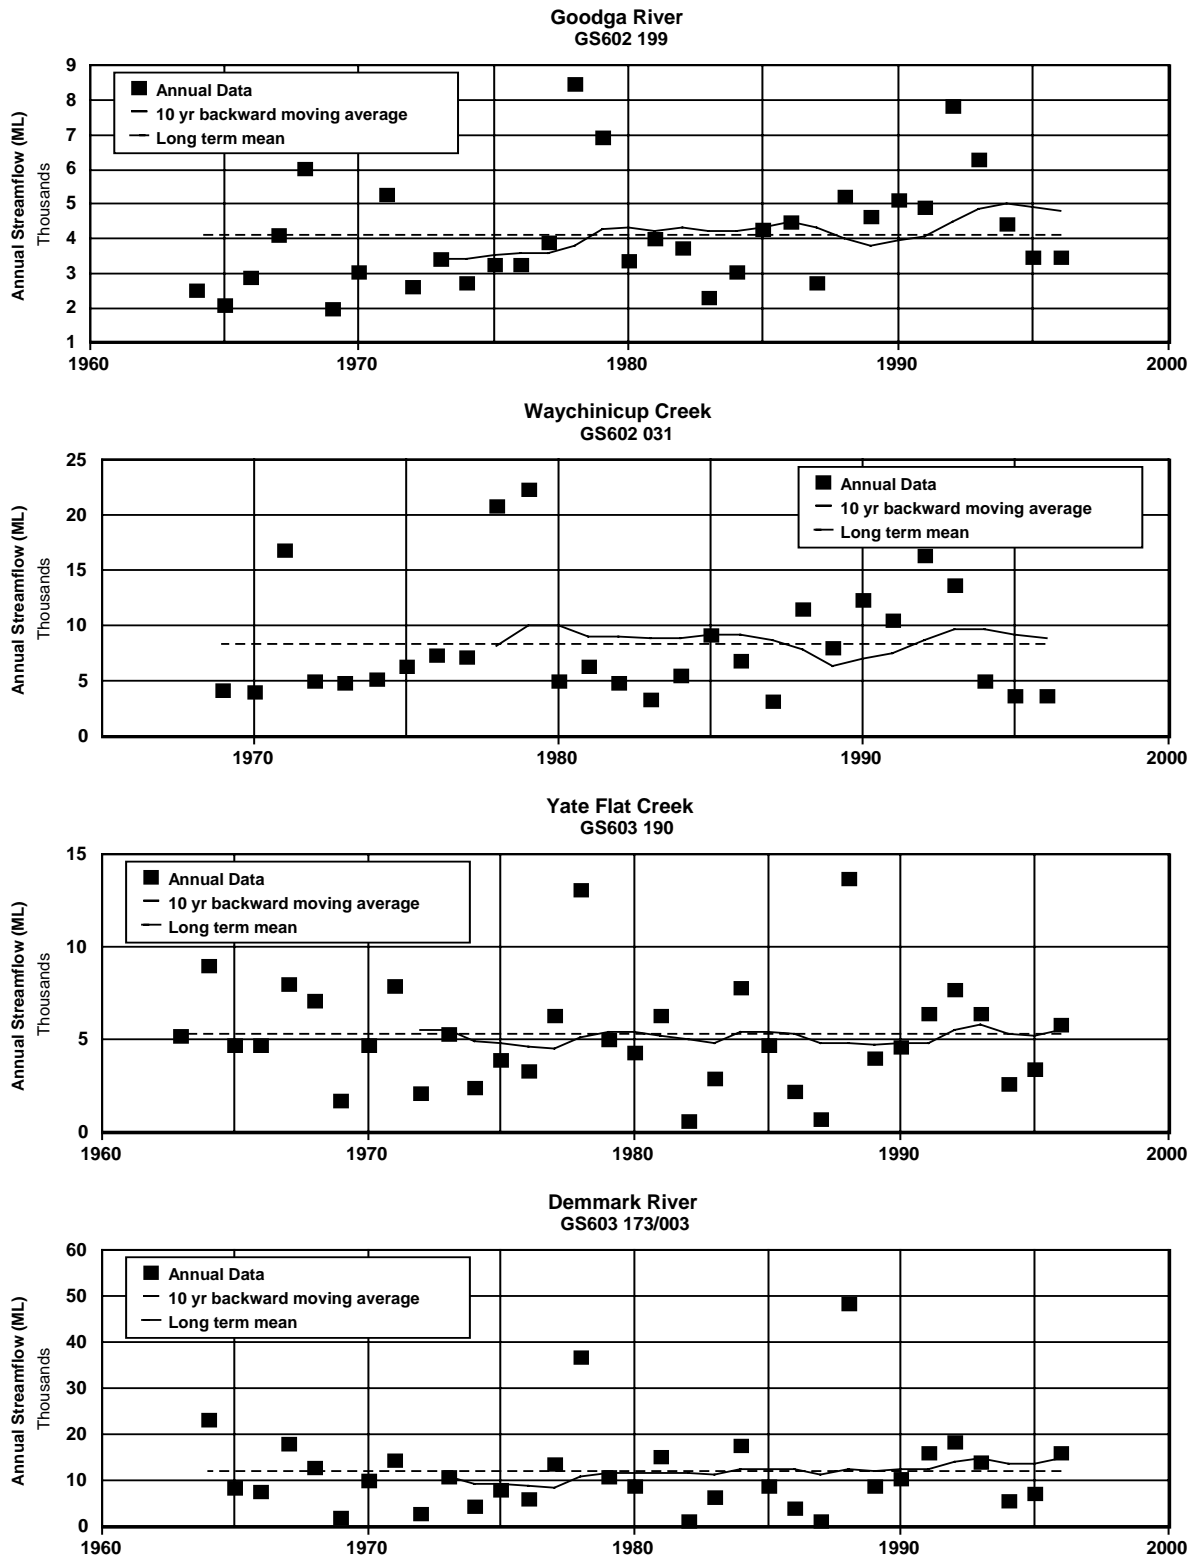 Goodga River
GS602 199
Annual Streamflow (ML)
Thousands
9
8
7
6
5
4
3
2
1
Annual Data
10 yr backward moving average
Long term mean
1960
1970
1980
1990
2000
Waychinicup Creek
GS602 031
Annual Streamflow (ML)
Thousands
25
20
15
10
5
0
Annual Data
10 yr backward moving average
Long term mean
1970
1980
1990
2000
Yate Flat Creek
GS603 190
Annual Streamflow (ML)
Thousands
15
10
5
0
Annual Data
10 yr backward moving average
Long term mean
1960
1970
1980
1990
2000
Demmark River
GS603 173/003
Annual Streamflow (ML)
Thousands
60
50
40
30
20
10
0
Annual Data
10 yr backward moving average
Long term mean
1960
1970
1980
1990
2000